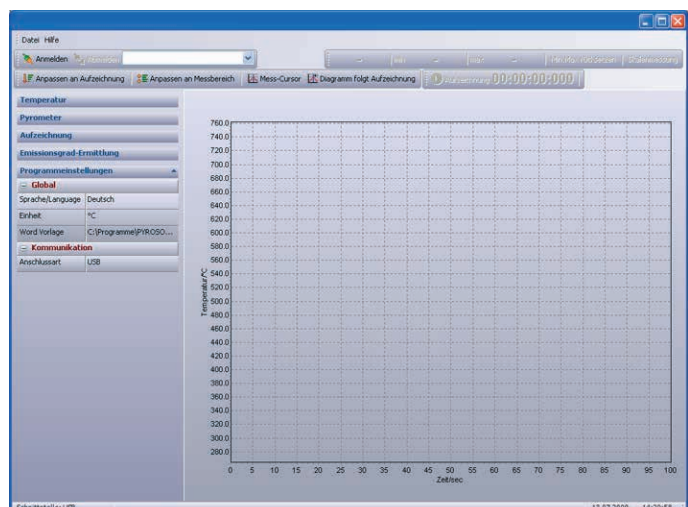 Datei Hilfe
Anmelden Abmelden
min max
Anpassen an Aufzeichnung Anpassen an Messbereich Mess-Cursor Diagramm folgt Aufzeichnung Aufzeichnung 00:00:00:000
Temperatur
Pyrometer
Aufzeichnung
Emissionsgrad-Ermittlung
Programmeinstellungen
Global
Sprache/Language Deutsch
Einheit °C
Word Vorlage C:\Programme\PYROSO...
Kommunikation
Anschlussart USB
Temperatur/°C
760.0
740.0
720.0
700.0
680.0
660.0
640.0
620.0
600.0
580.0
560.0
540.0
520.0
500.0
480.0
460.0
440.0
420.0
400.0
380.0
360.0
340.0
320.0
300.0
280.0
0 5 10 15 20 25 30 35 40 45 50 55 60 65 70 75 80 85 90 95 100
Zeit/sec